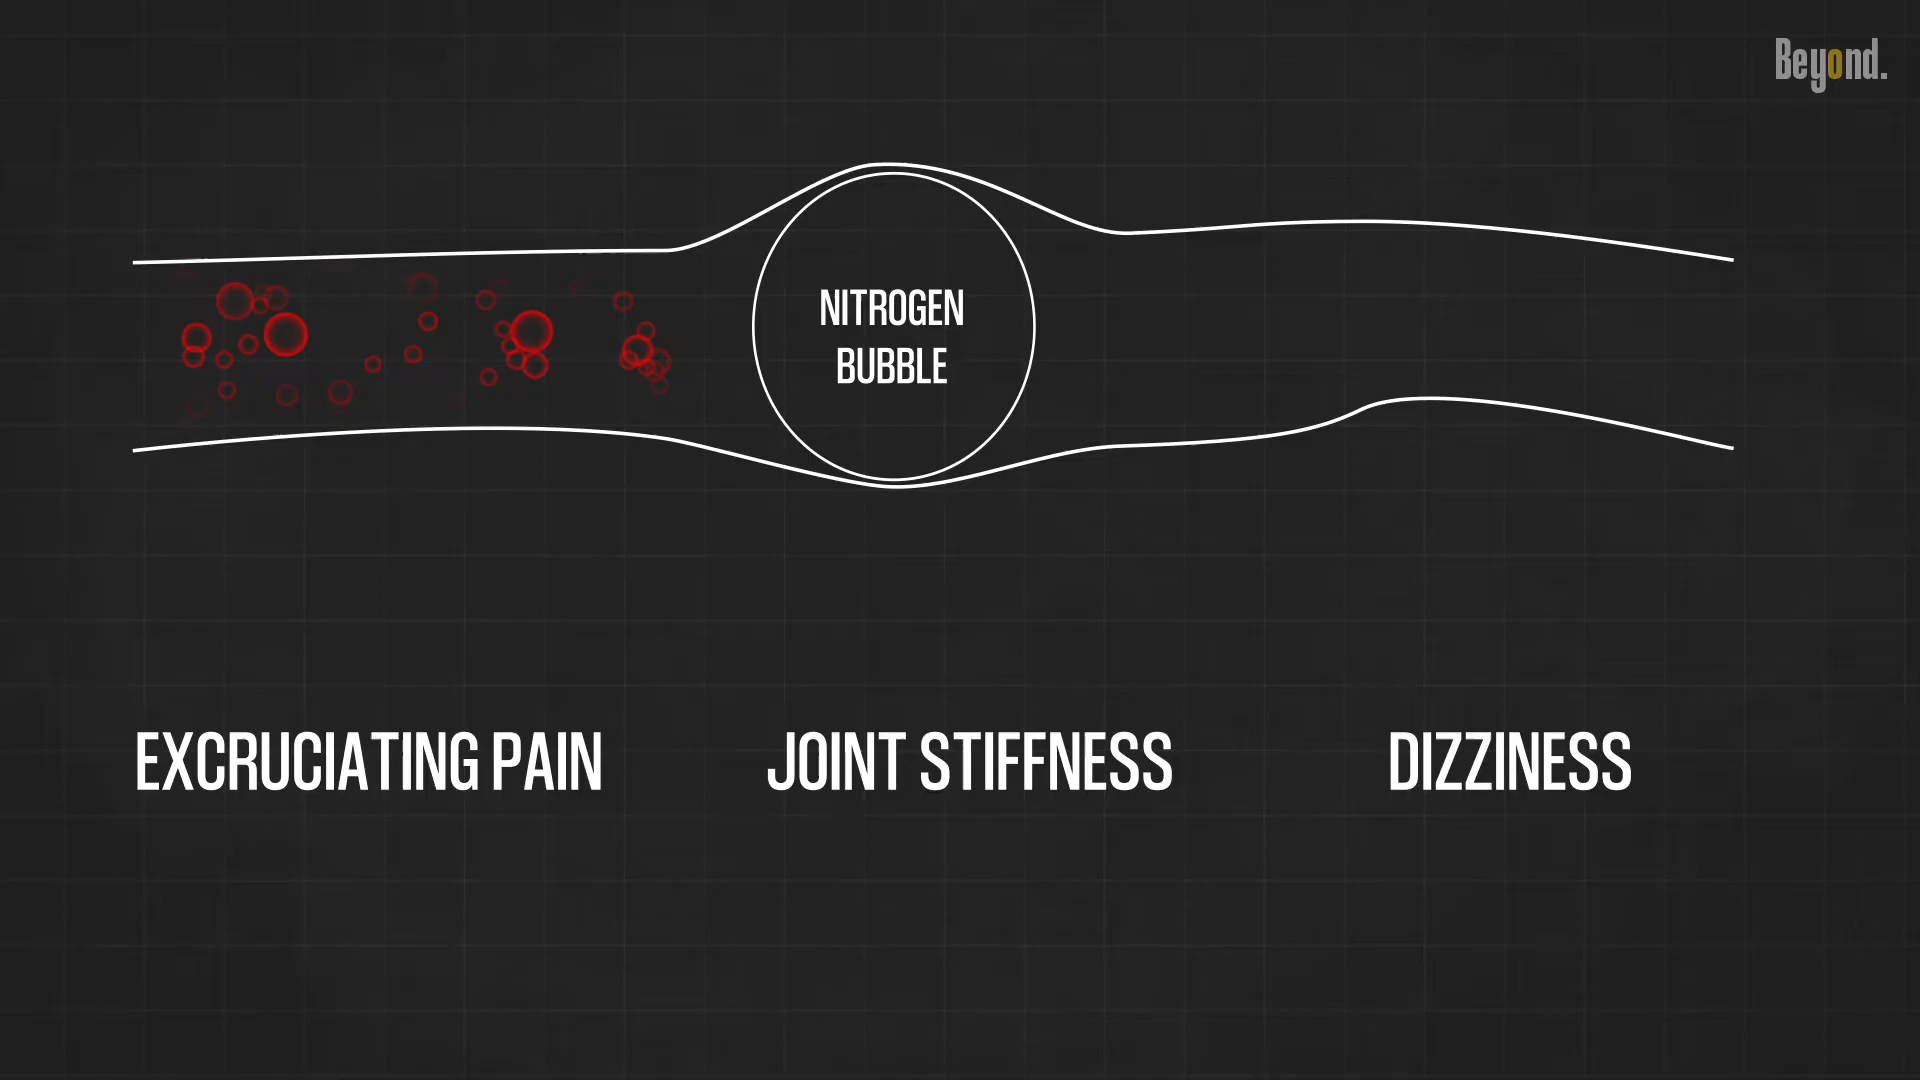 Beyond.
NITROGEN
BUBBLE
EXCRUCIATING PAIN
JOINT STIFFNESS
DIZZINESS